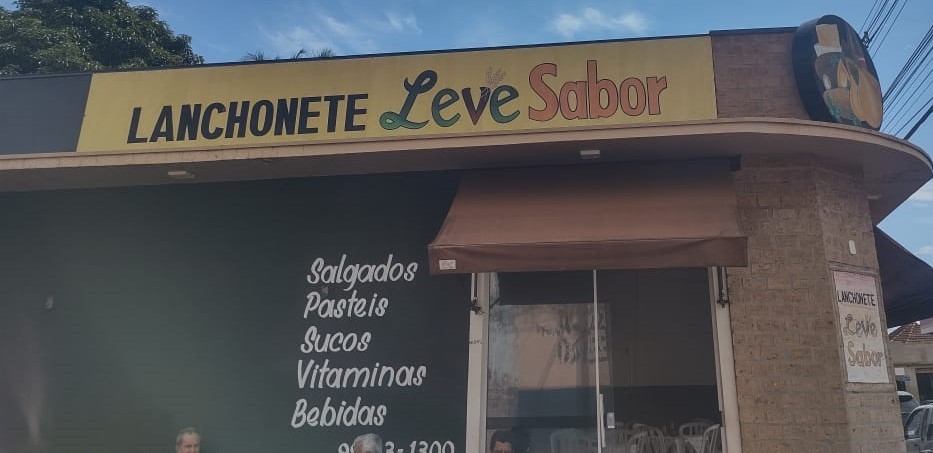 LANCHONETE Leve Sabor
Salgados
Pasteis
Sucos
Vitaminas
Bebidas
LANCHONETE
Leve
Sabor